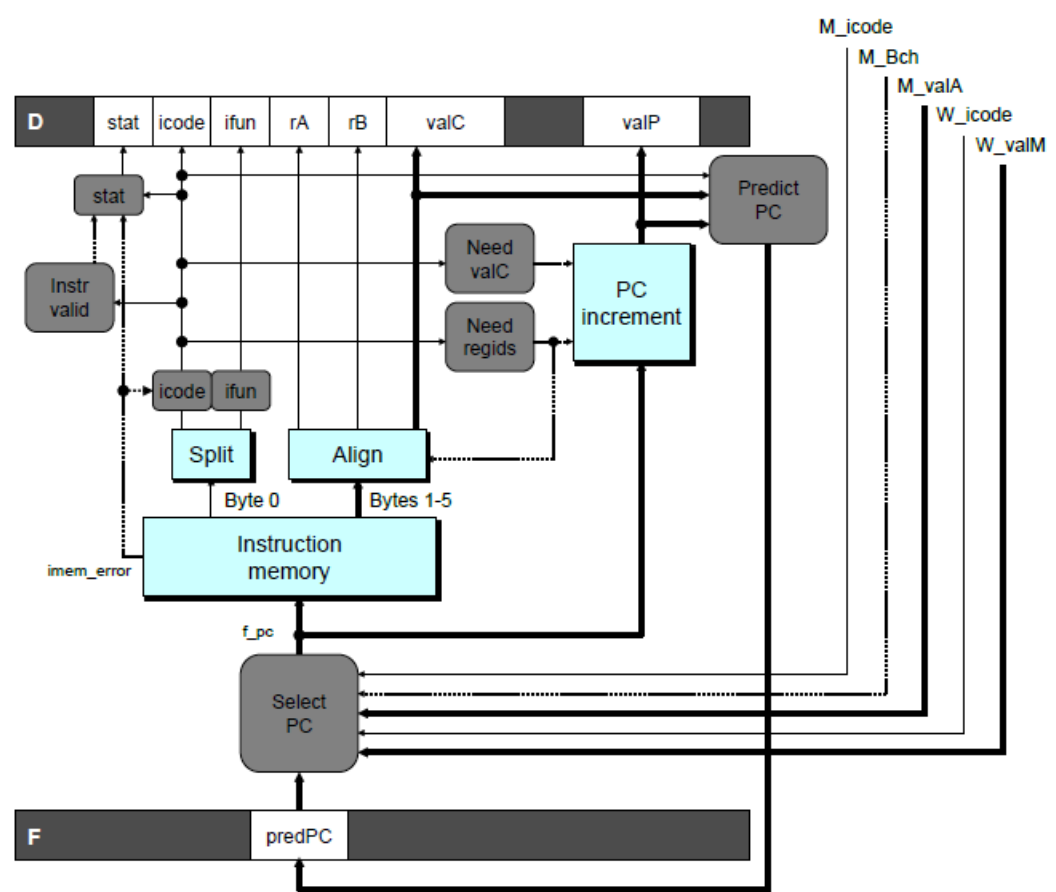 M_icode
M_Bch
M_valA
W_icode
W_valM
D
stat
icode
ifun
rA
rB
valC
valP
stat
Predict
PC
Need
valC
Instr
valid
PC
increment
Need
regids
icode
ifun
Split
Align
Byte 0
Bytes 1-5
Instruction
memory
imem_error
f_pc
Select
PC
F
predPC